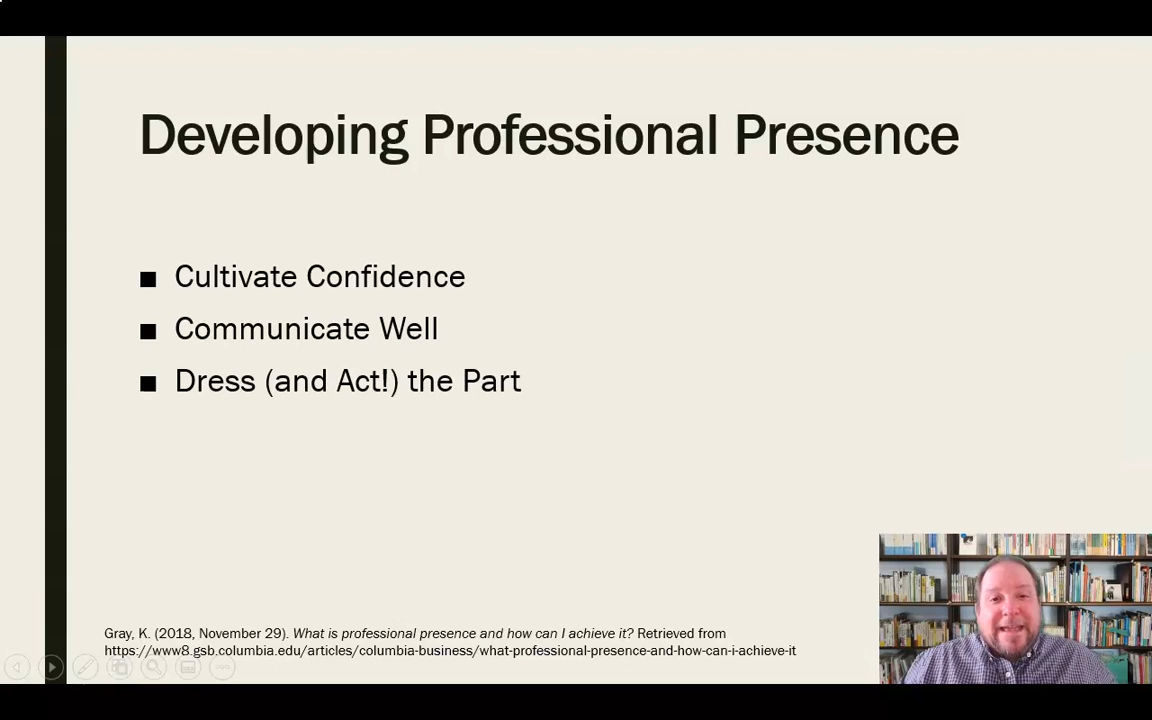 Developing Professional Presence
■ Cultivate Confidence
■ Communicate Well
■ Dress (and Act!) the Part
Gray, K. (2018, November 29). What is professional presence and how can I achieve it? Retrieved from
https://www8.gsb.columbia.edu/articles/columbia-business/what-professional-presence-and-how-can-i-achieve-it